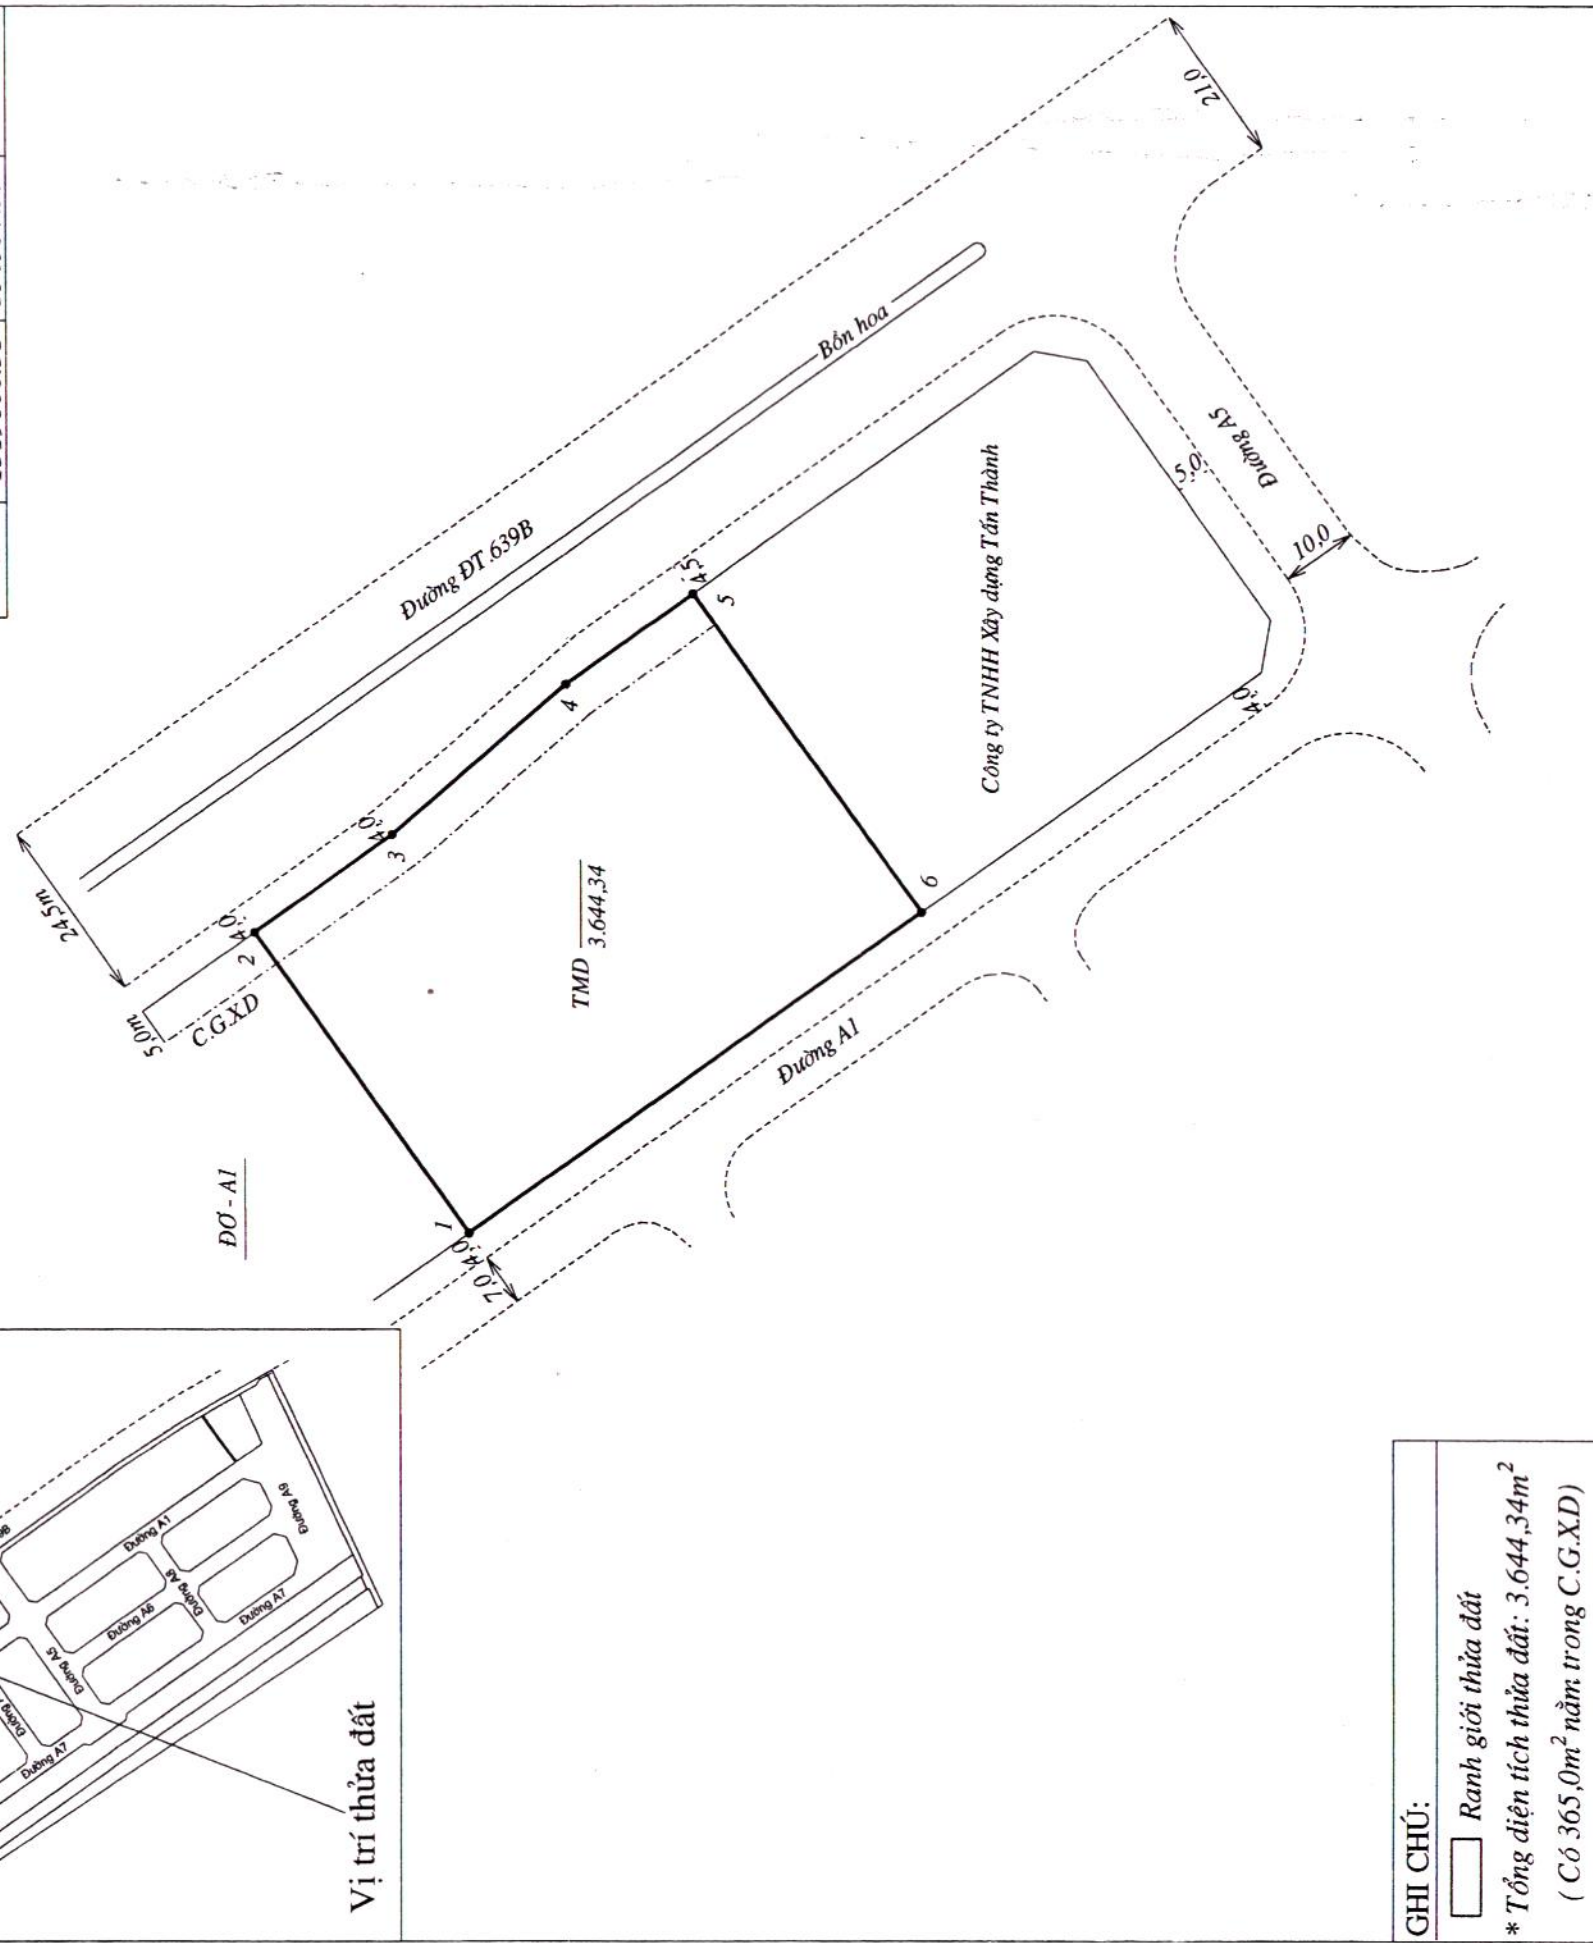 21,0
Bồn hoa
Đường ĐT.639B
24,5m
5,0m
C.G.X.D
4,0
2
4,0
3
4
4,5
5
Công ty TNHH Xây dựng Tấn Thành
5,0
Đường A5
10,0
4,0
6
TMD 3.644,34
Đường A1
ĐƠ - A1
1
4,0
7,0
Đường A1
Đường A9
Đường A8
Đường A6
Đường A7
Đường A5
Đường
Đường A7
Đường
Vị trí thửa đất
GHI CHÚ:
Ranh giới thửa đất
* Tổng diện tích thửa đất: 3.644,34m²
( Có 365,0m² nằm trong C.G.X.D)